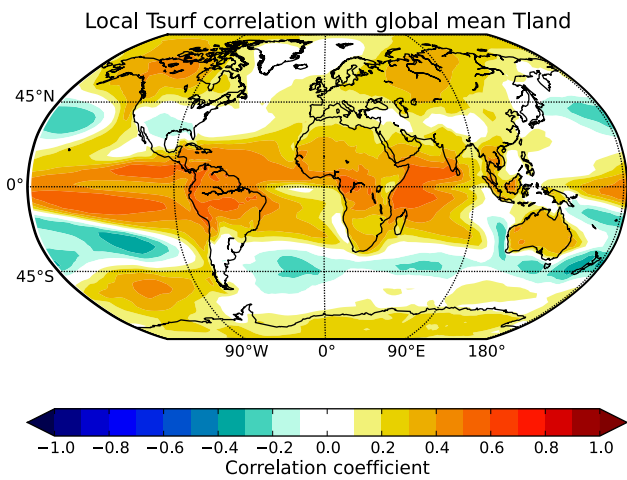 Local Tsurf correlation with global mean Tland
45°N
0°
45°S
90°W 0° 90°E 180°
−1.0 −0.8 −0.6 −0.4 −0.2 0.0 0.2 0.4 0.6 0.8 1.0
Correlation coefficient